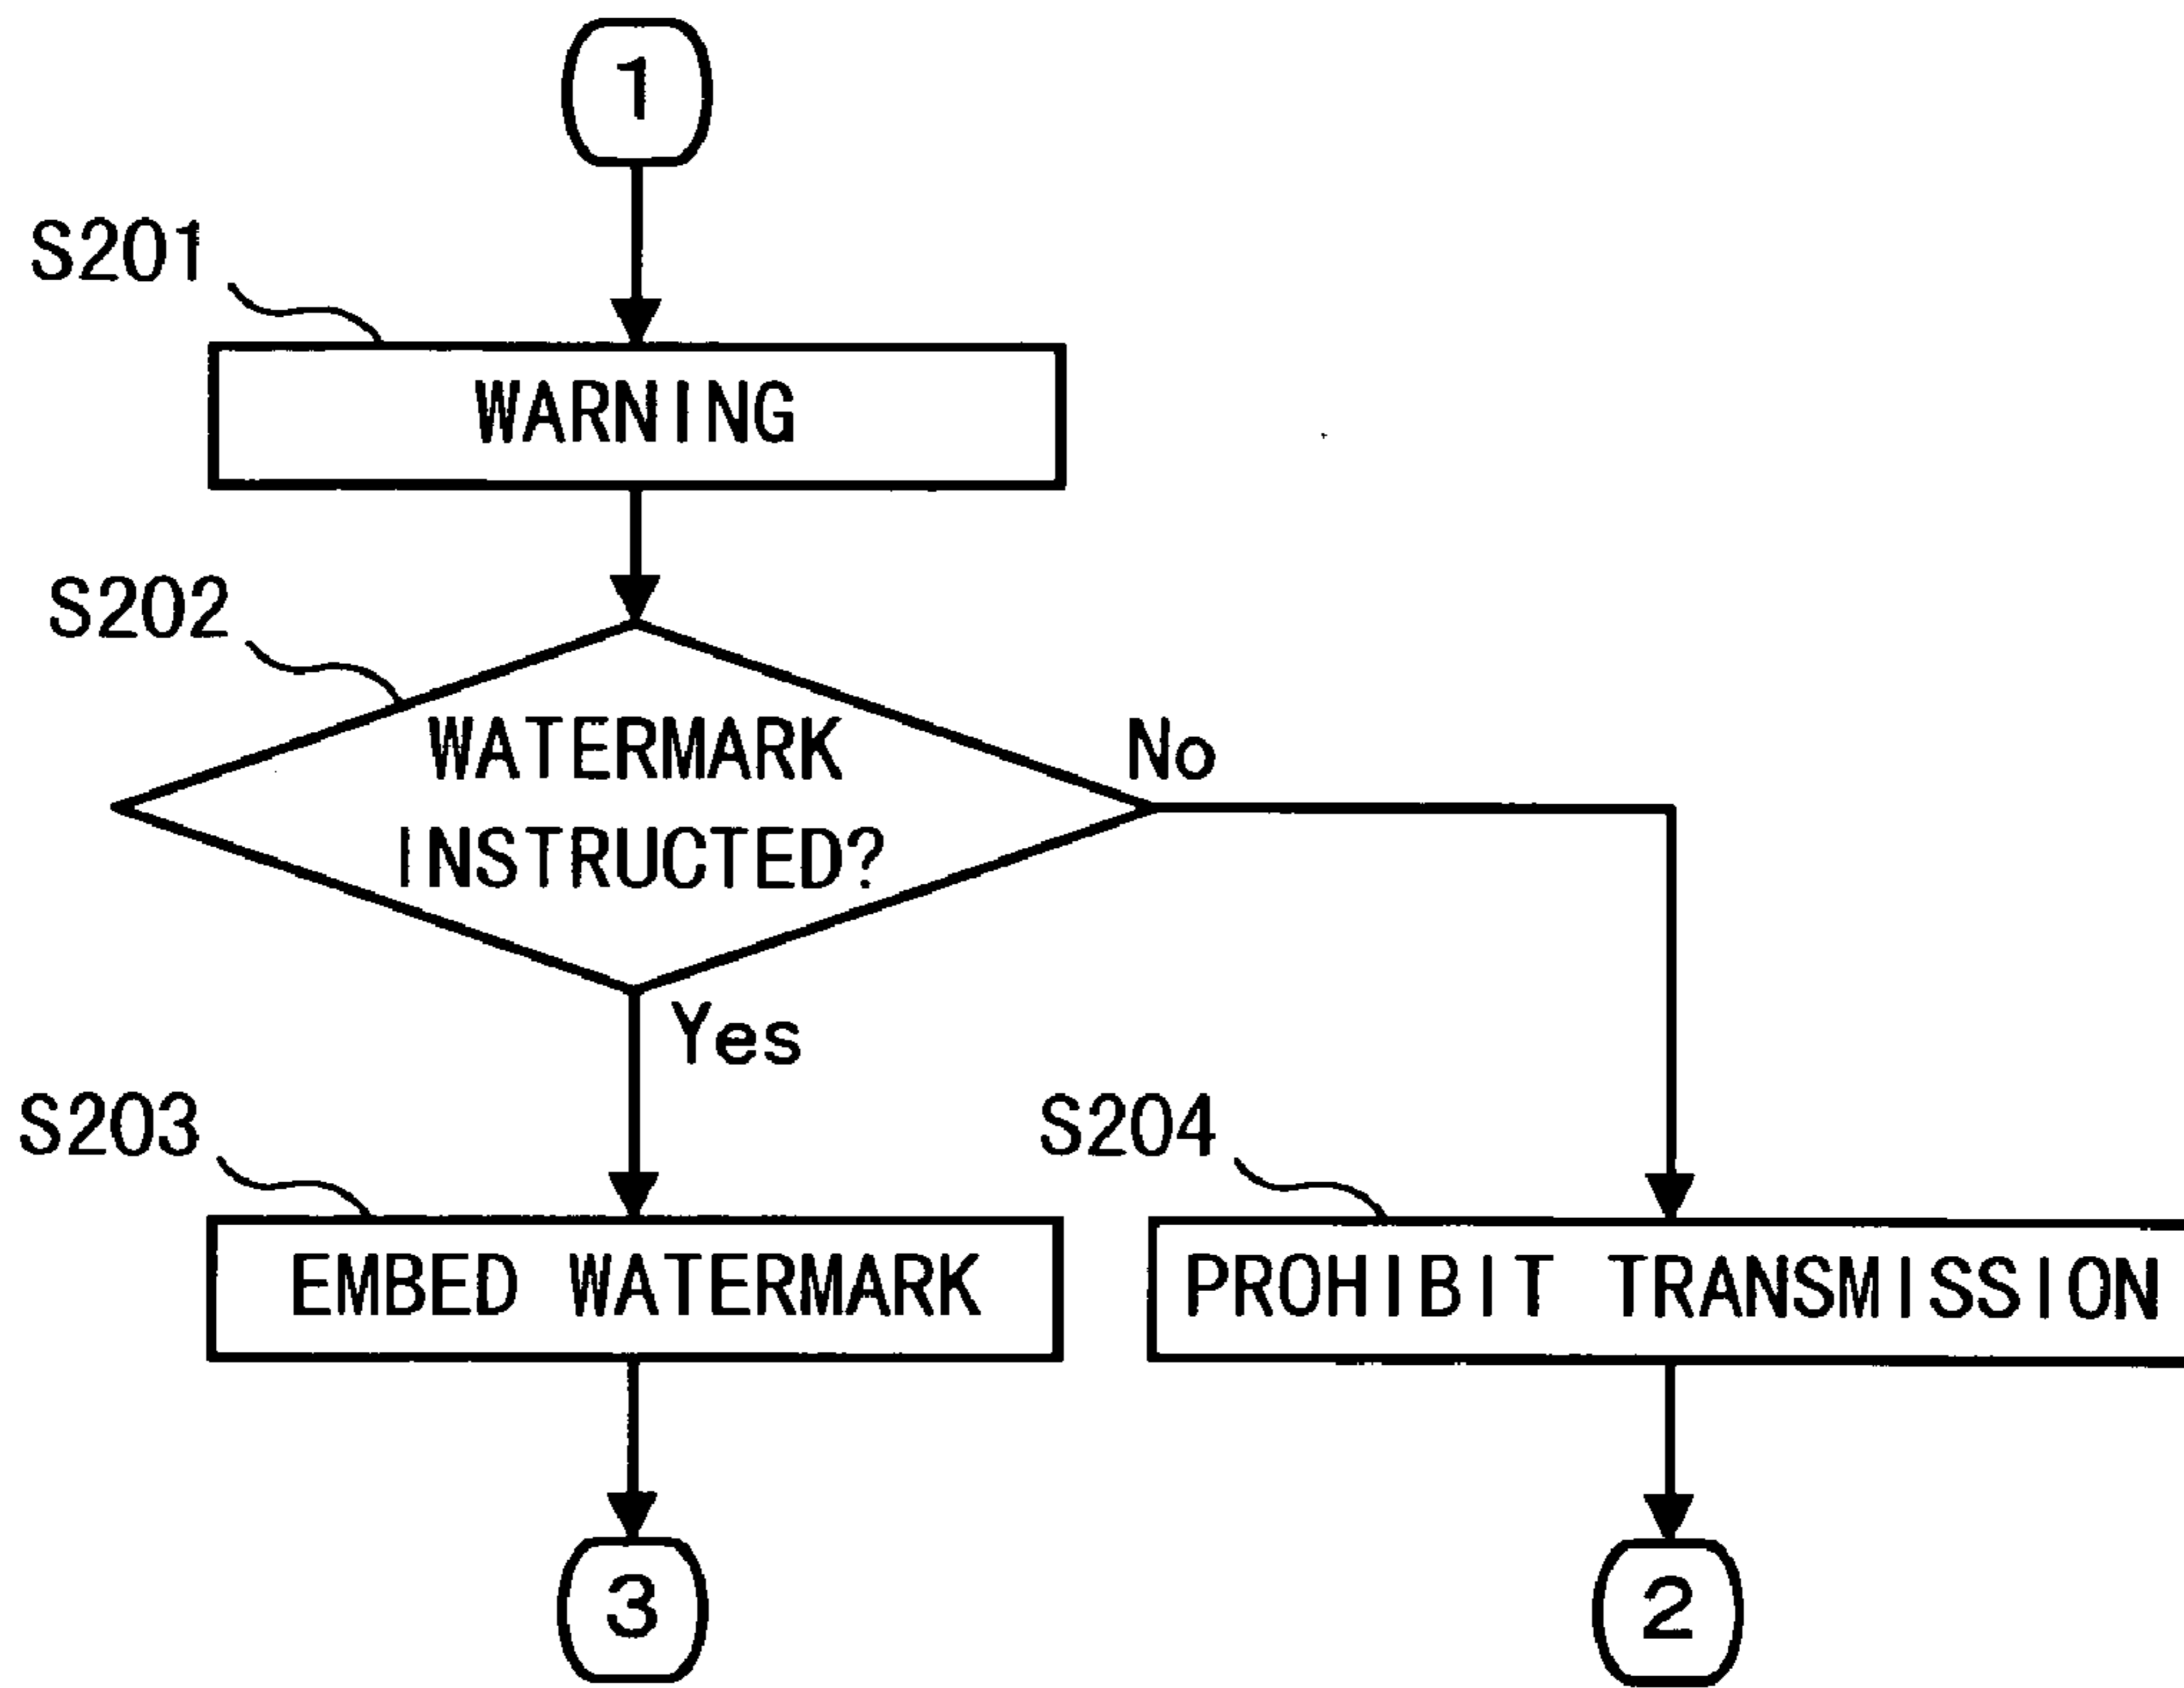 1
S201
WARNING
S202
WATERMARK
INSTRUCTED?
No
Yes
S203
EMBED WATERMARK
S204
PROHIBIT TRANSMISSION
3
2